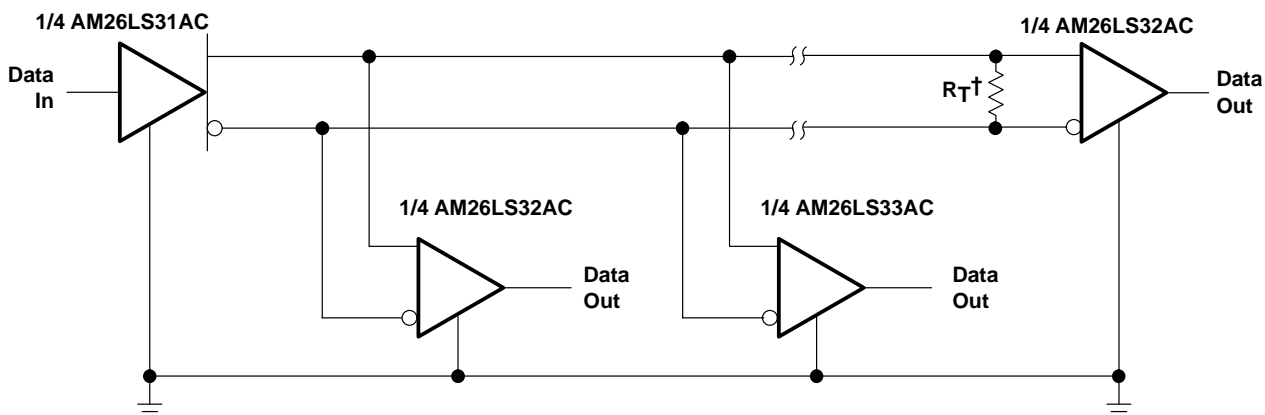 1/4 AM26LS31AC
1/4 AM26LS32AC
Data
In
RT†
Data
Out
1/4 AM26LS32AC
1/4 AM26LS33AC
Data
Out
Data
Out